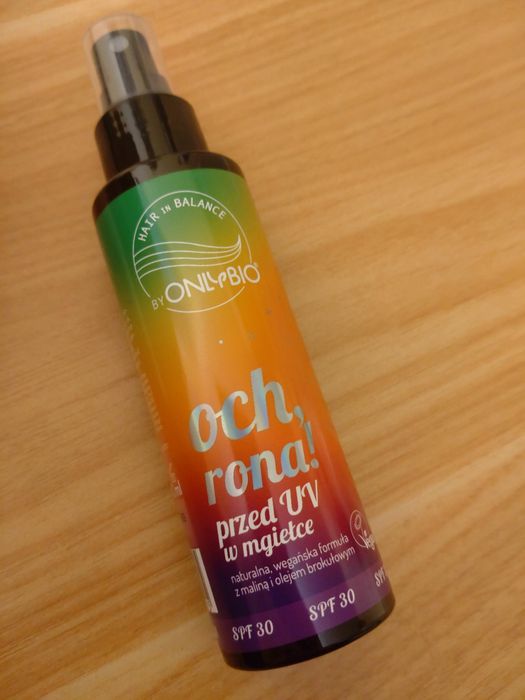 HAIR in BALANCE
BY ONLYBIO®
och,
rona!
przed UV
w mgiełce
naturalna, wegańska formuła
z maliną i olejem brokułowym
SPF 30 SPF 30